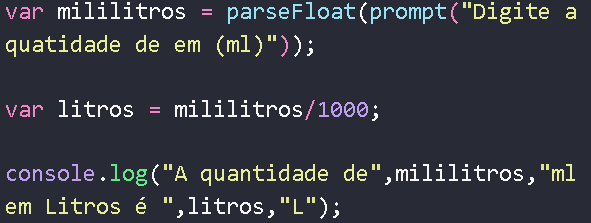 var mililitros = parseFloat(prompt("Digite a
quatidade de em (ml)"));
var litros = mililitros/1000;
console.log("A quantidade de",mililitros,"ml
em Litros é ",litros,"L");